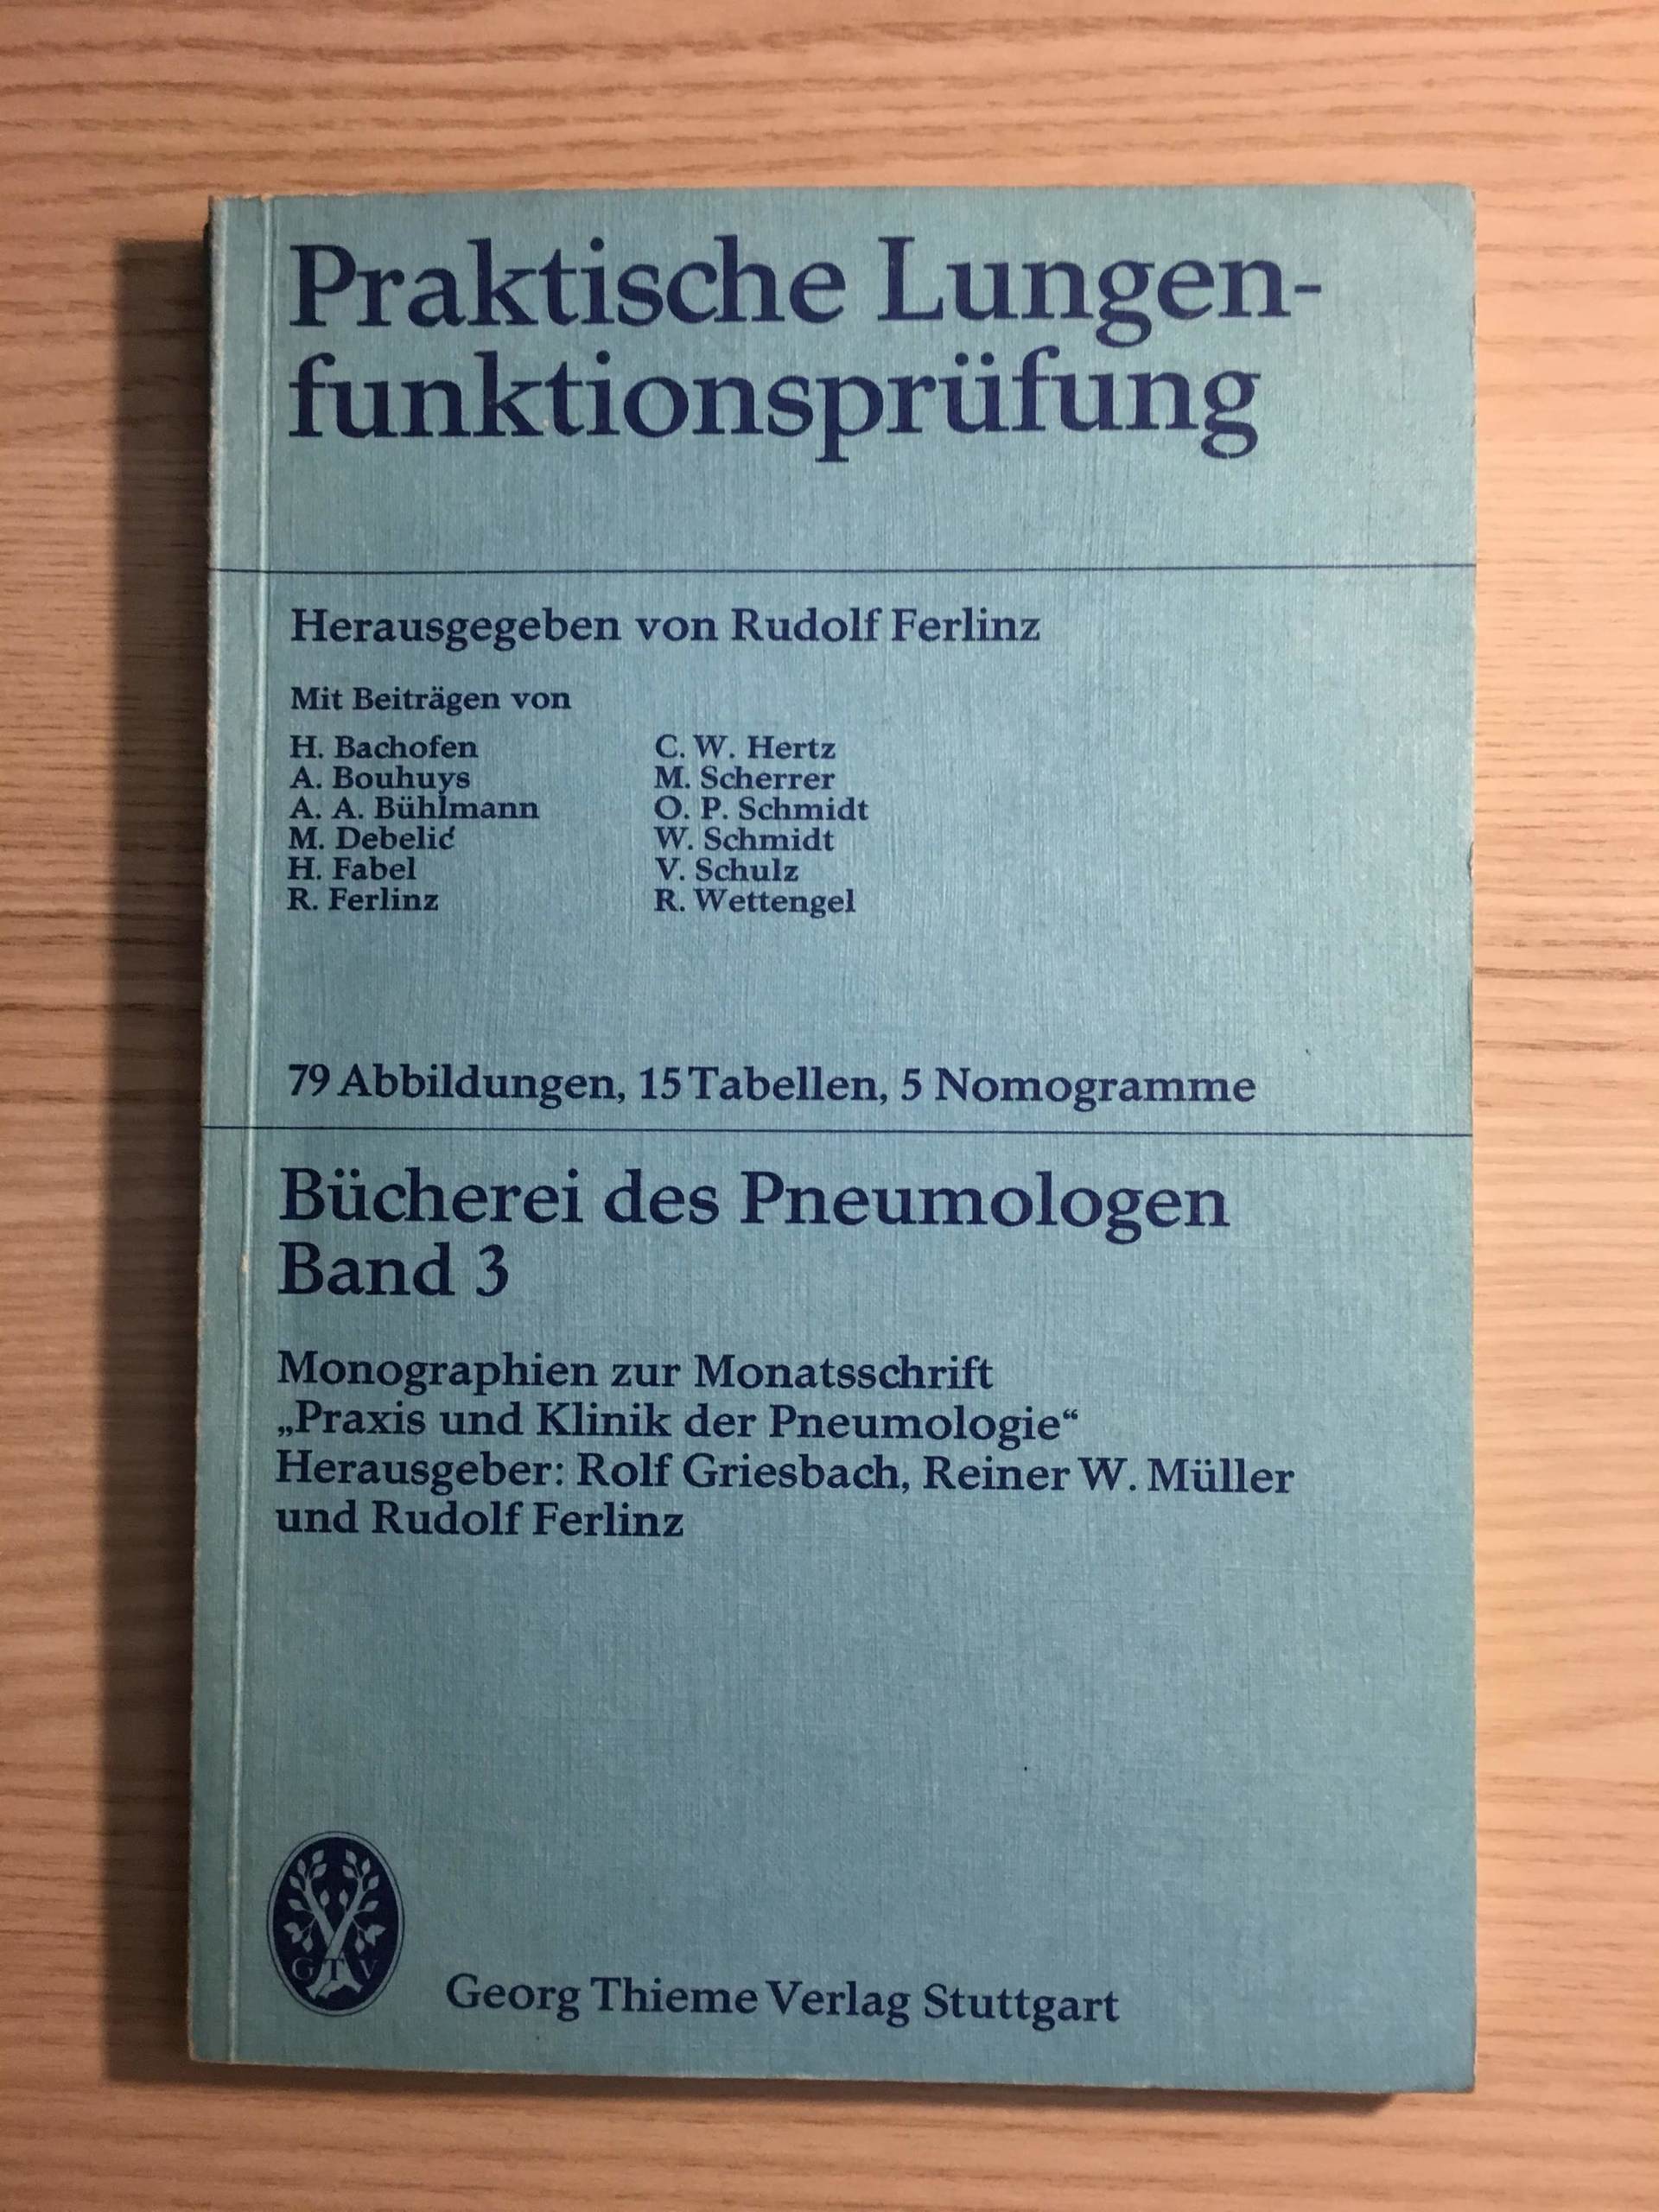 Praktische Lungen-
funktionsprüfung
Herausgegeben von Rudolf Ferlinz
Mit Beiträgen von
H. Bachofen
A. Bouhuys
A. A. Bühlmann
M. Debelić
H. Fabel
R. Ferlinz
C. W. Hertz
M. Scherrer
O. P. Schmidt
W. Schmidt
V. Schulz
R. Wettengel
79 Abbildungen, 15 Tabellen, 5 Nomogramme
Bücherei des Pneumologen
Band 3
Monographien zur Monatsschrift
„Praxis und Klinik der Pneumologie“
Herausgeber: Rolf Griesbach, Reiner W. Müller
und Rudolf Ferlinz
GTV
Georg Thieme Verlag Stuttgart